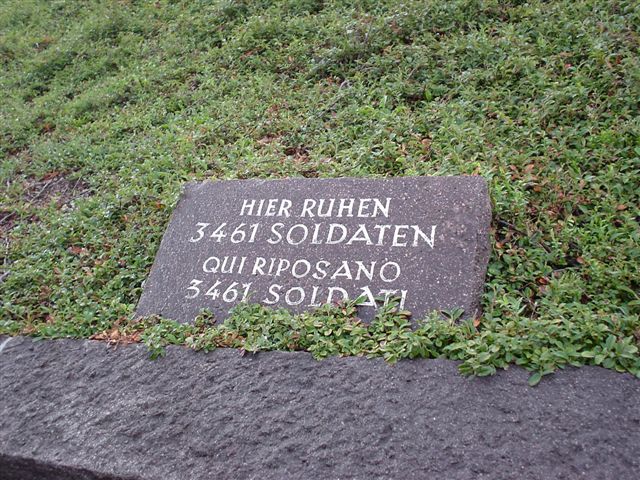 HIER RUHEN
3461 SOLDATEN
QUI RIPOSANO
3461 SOLDATI